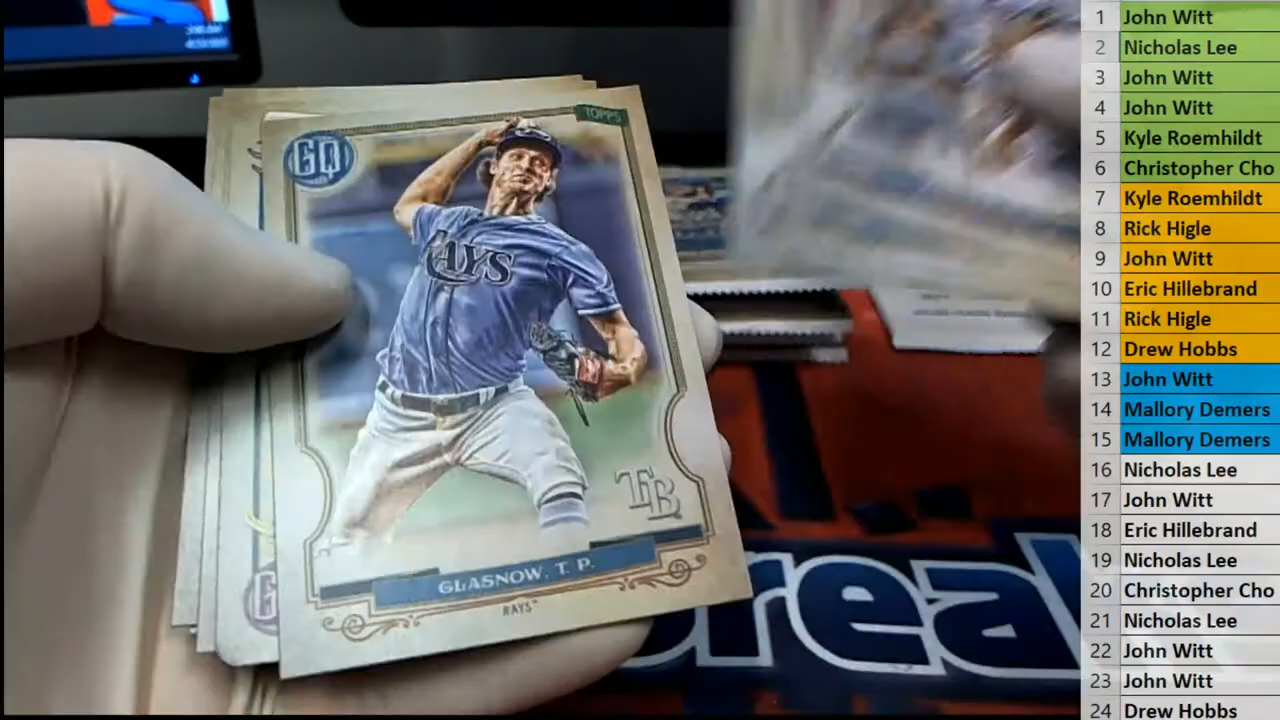 TOPPS
GQ
RAYS
TB
GLASNOW, T. P.
RAYS™
brea
1 John Witt
2 Nicholas Lee
3 John Witt
4 John Witt
5 Kyle Roemhildt
6 Christopher Cho
7 Kyle Roemhildt
8 Rick Higle
9 John Witt
10 Eric Hillebrand
11 Rick Higle
12 Drew Hobbs
13 John Witt
14 Mallory Demers
15 Mallory Demers
16 Nicholas Lee
17 John Witt
18 Eric Hillebrand
19 Nicholas Lee
20 Christopher Cho
21 Nicholas Lee
22 John Witt
23 John Witt
24 Drew Hobbs